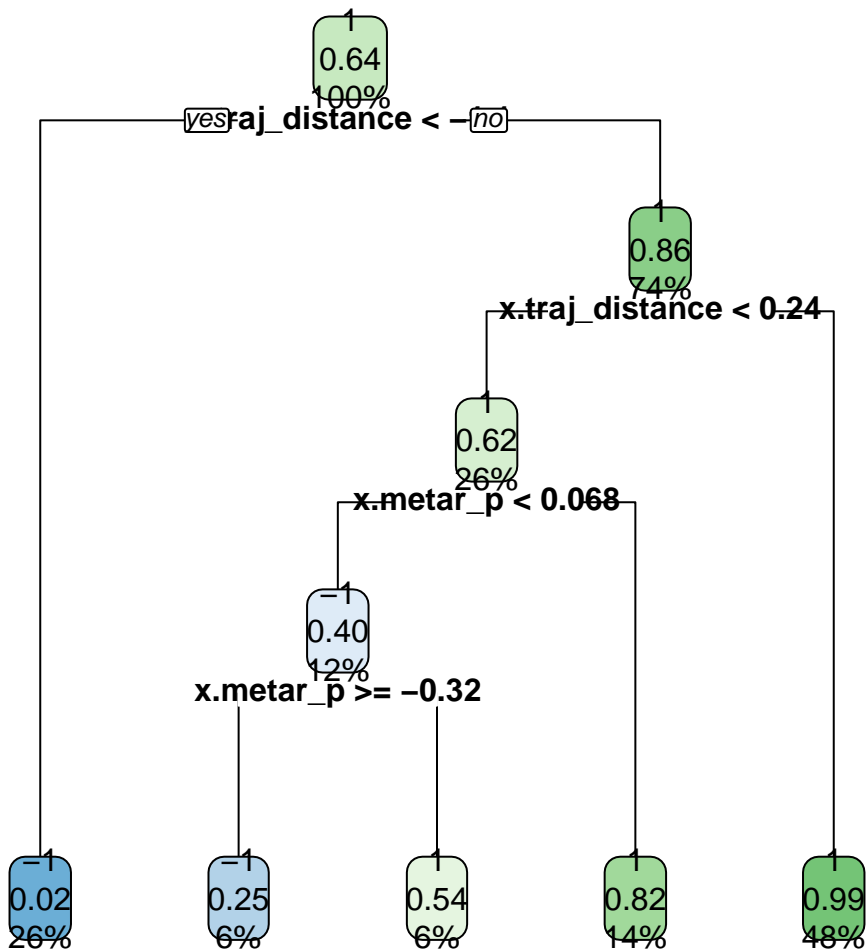 1
0.64
100%
yes raj_distance < − no
1
0.86
74%
x.traj_distance < 0.24
1
0.62
26%
x.metar_p < 0.068
−1
0.40
12%
x.metar_p >= −0.32
−1 −1 1 1 1
0.02 0.25 0.54 0.82 0.99
26% 6% 6% 14% 48%